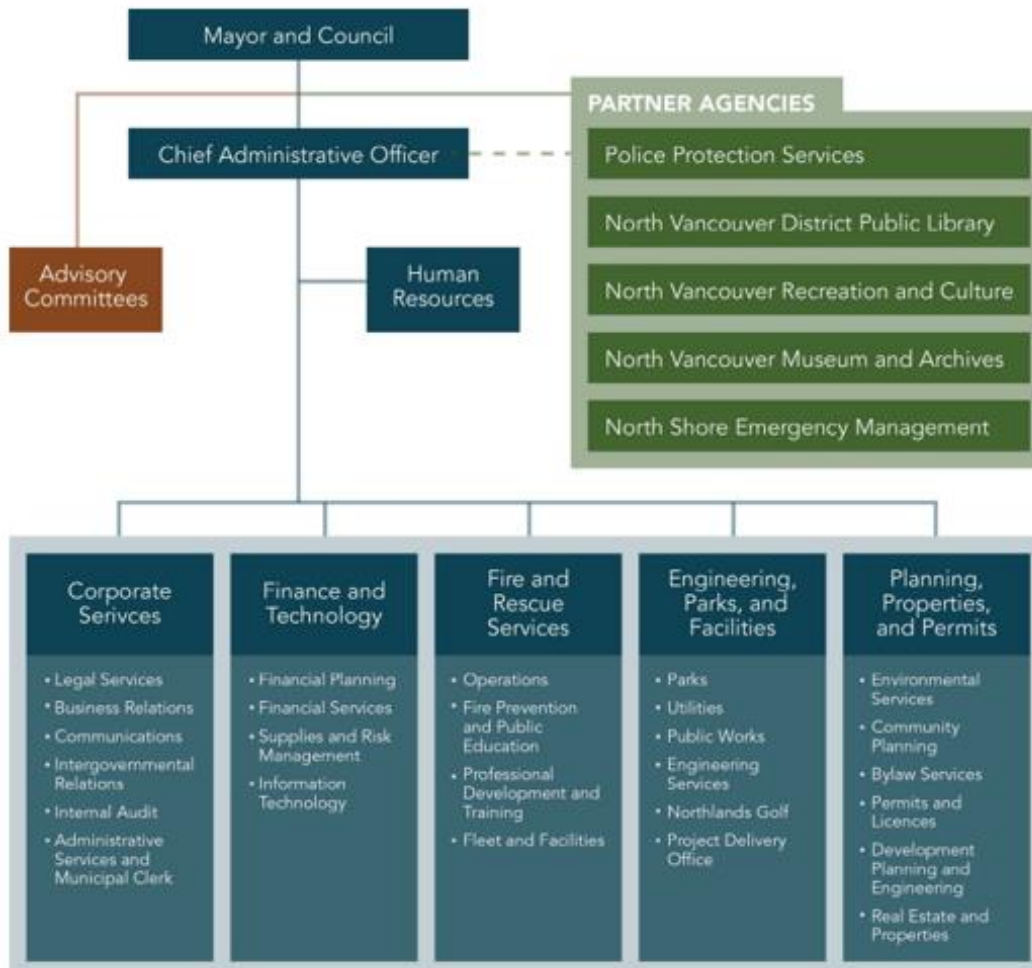 Mayor and Council
PARTNER AGENCIES
Chief Administrative Officer
Police Protection Services
North Vancouver District Public Library
North Vancouver Recreation and Culture
North Vancouver Museum and Archives
North Shore Emergency Management
Advisory
Committees
Human
Resources
Corporate
Serivces
• Legal Services
• Business Relations
• Communications
• Intergovernmental
Relations
• Internal Audit
• Administrative
Services and
Municipal Clerk
Finance and
Technology
• Financial Planning
• Financial Services
• Supplies and Risk
Management
• Information
Technology
Fire and
Rescue
Services
• Operations
• Fire Prevention
and Public
Education
• Professional
Development and
Training
• Fleet and Facilities
Engineering,
Parks, and
Facilities
• Parks
• Utilities
• Public Works
• Engineering
Services
• Northlands Golf
• Project Delivery
Office
Planning,
Properties,
and Permits
• Environmental
Services
• Community
Planning
• Bylaw Services
• Permits and
Licences
• Development
Planning and
Engineering
• Real Estate and
Properties